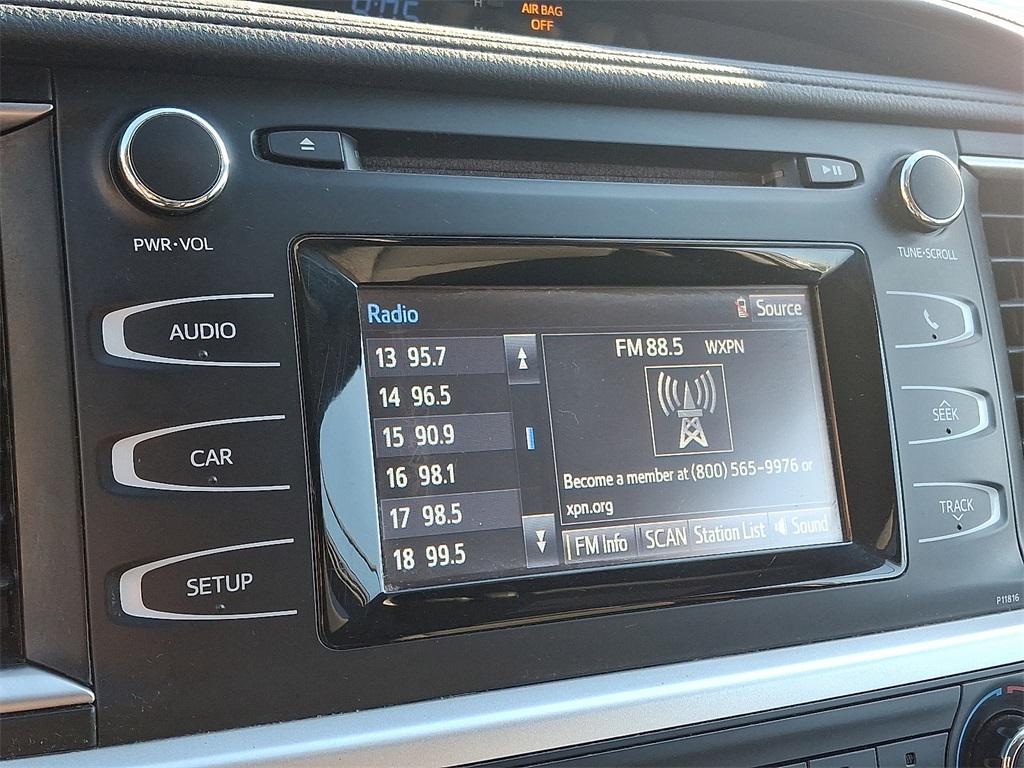 AIR BAG
OFF
PWR·VOL
TUNE·SCROLL
AUDIO
CAR
SETUP
Radio
Source
13 95.7
14 96.5
15 90.9
16 98.1
17 98.5
18 99.5
FM 88.5 WXPN
Become a member at (800) 565-9976 or
xpn.org
FM Info
SCAN
Station List
Sound
SEEK
TRACK
P11816